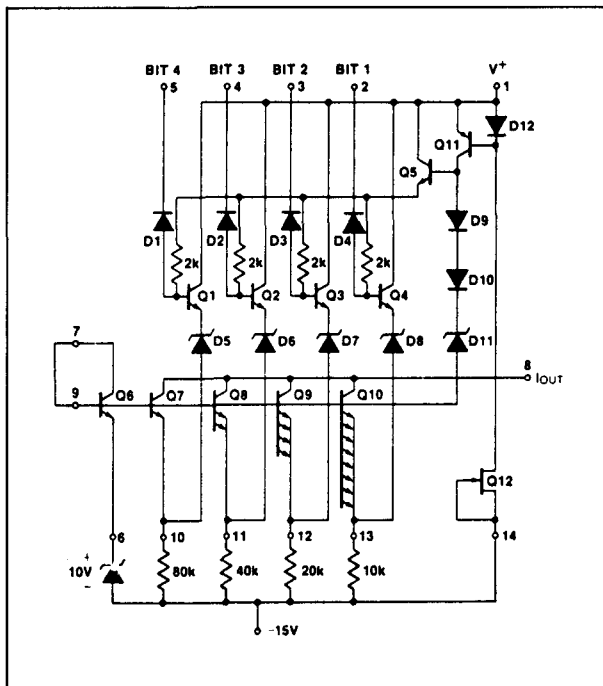 BIT 4 BIT 3 BIT 2 BIT 1 V+
5 4 3 2 1
D12
Q11
Q5
D9
D1 D2 D3 D4
2k 2k 2k 2k
D10
Q1 Q2 Q3 Q4
D5 D6 D7 D8 D11
7
8
IOUT
9 Q6 Q7 Q8 Q9 Q10
Q12
6 10 11 12 13 14
+
10V
–
80k 40k 20k 10k
-15V